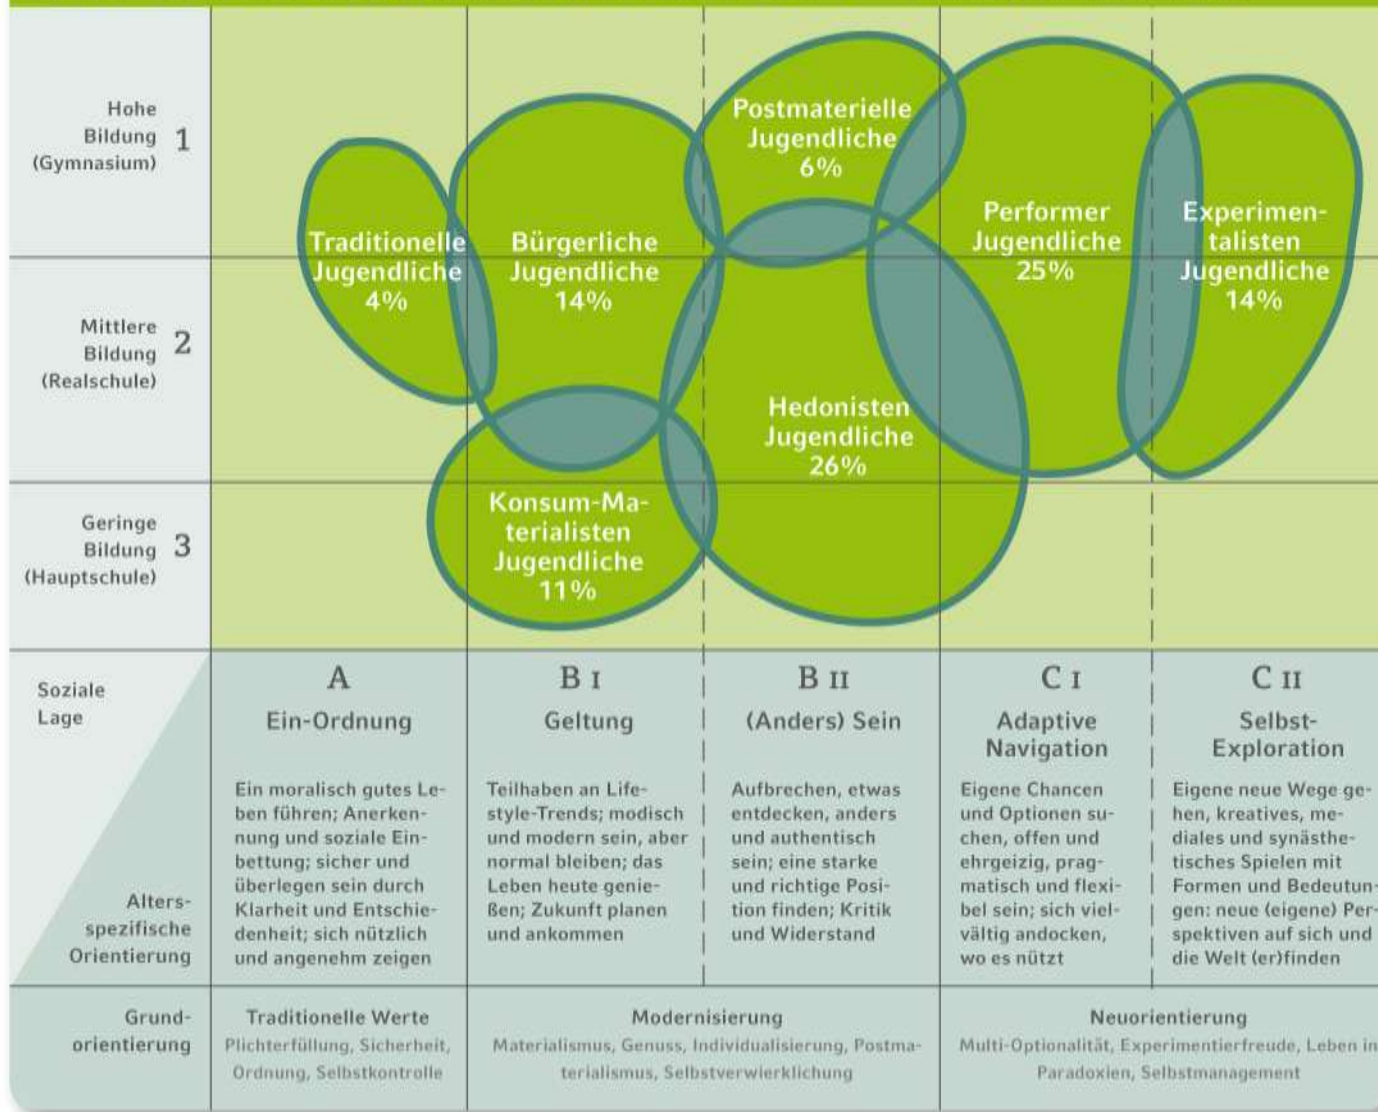 Hohe
Bildung
(Gymnasium)
1
Mittlere
Bildung
(Realschule)
2
Geringe
Bildung
(Hauptschule)
3
Traditionelle
Jugendliche
4%
Bürgerliche
Jugendliche
14%
Postmaterielle
Jugendliche
6%
Performer
Jugendliche
25%
Experimen-
talisten
Jugendliche
14%
Hedonisten
Jugendliche
26%
Konsum-Ma-
terialisten
Jugendliche
11%
Soziale
Lage
Alters-
spezifische
Orientierung
A
Ein-Ordnung
Ein moralisch gutes Le-
ben führen; Anerken-
nung und soziale Ein-
bettung; sicher und
überlegen sein durch
Klarheit und Entschie-
denheit; sich nützlich
und angenehm zeigen
B I
Geltung
Teilhaben an Life-
style-Trends; modisch
und modern sein, aber
normal bleiben; das
Leben heute genie-
ßen; Zukunft planen
und ankommen
B II
(Anders) Sein
Aufbrechen, etwas
entdecken, anders
und authentisch
sein; eine starke
und richtige Posi-
tion finden; Kritik
und Widerstand
C I
Adaptive
Navigation
Eigene Chancen
und Optionen su-
chen, offen und
ehrgeizig, prag-
matisch und flexi-
bel sein; sich viel-
vältig andocken,
wo es nützt
C II
Selbst-
Exploration
Eigene neue Wege ge-
hen, kreatives, me-
diales und synästhe-
tisches Spielen mit
Formen und Bedeutun-
gen: neue (eigene) Per-
spektiven auf sich und
die Welt (er)finden
Grund-
orientierung
Traditionelle Werte
Plichterfüllung, Sicherheit,
Ordnung, Selbstkontrolle
Modernisierung
Materialismus, Genuss, Individualisierung, Postma-
terialismus, Selbstverwierklichung
Neuorientierung
Multi-Optionalität, Experimentierfreude, Leben in
Paradoxien, Selbstmanagement